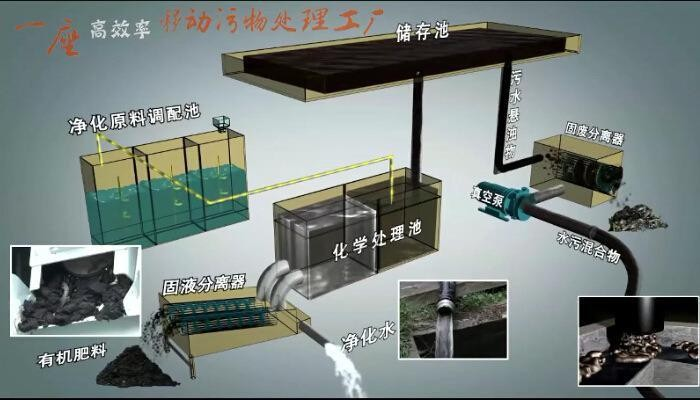 一座 高效率 移动污物处理工厂
储存池
净化原料调配池
污水悬浊物
固废分离器
真空泵
水污混合物
化学处理池
固液分离器
净化水
有机肥料